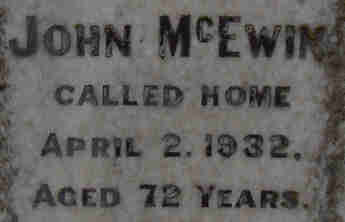 JOHN MCEWIN
CALLED HOME
APRIL 2. 1932.
AGED 72 YEARS.